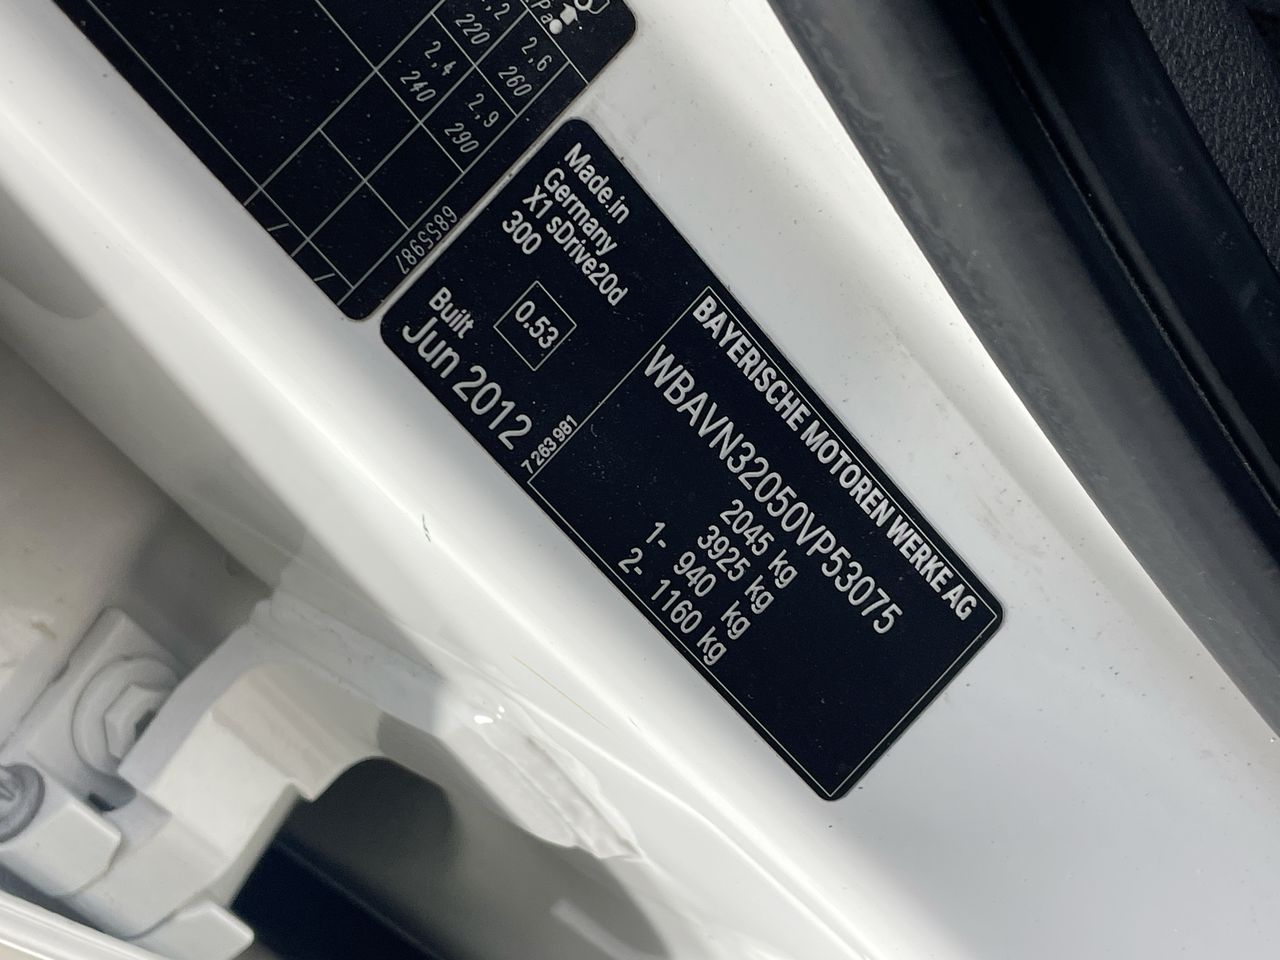 2,2
220
2,6
260
2,4
240
2,9
290
6855987
Made.in
Germany
X1 sDrive20d
300
0.53
Built
Jun 2012
7 263 981
BAYERISCHE MOTOREN WERKE AG
WBAVN32050VP53075
2045 kg
3925 kg
1- 940 kg
2- 1160 kg